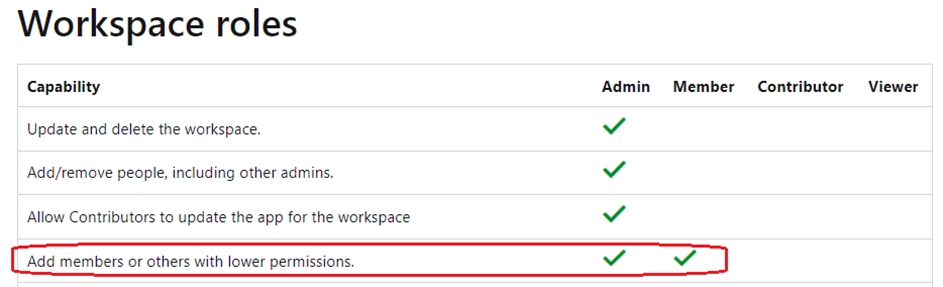 Workspace roles
Capability Admin Member Contributor Viewer
Update and delete the workspace.
Add/remove people, including other admins.
Allow Contributors to update the app for the workspace
Add members or others with lower permissions.